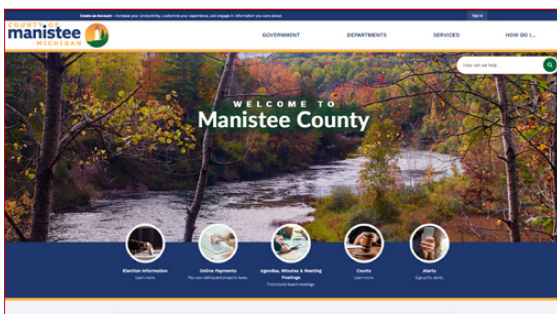 Create an Account - Increase your productivity, customize your experience, and engage in information you care about.
Sign In
COUNTY OF
manistee
MICHIGAN
GOVERNMENT
DEPARTMENTS
SERVICES
HOW DO I...
How can we help...
WELCOME TO
Manistee County
Election Information
Learn more.
Online Payments
Pay your delinquent property taxes.
Agendas, Minutes & Meeting
Postings
Find county board meetings.
Courts
Learn more.
Alerts
Sign up for alerts.